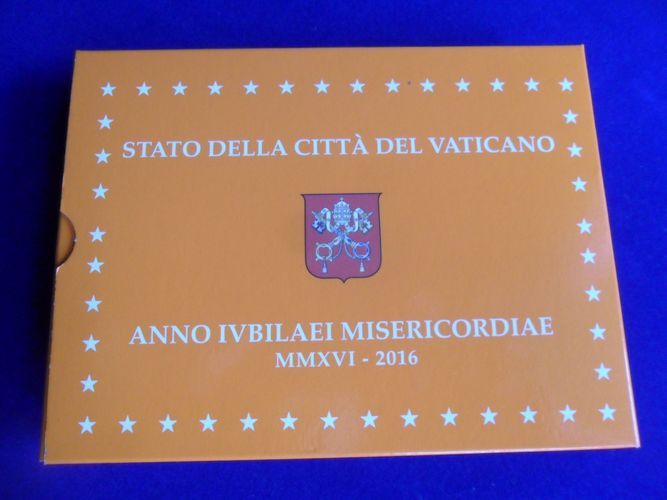 STATO DELLA CITTÀ DEL VATICANO
ANNO IVBILAEI MISERICORDIAE
MMXVI - 2016